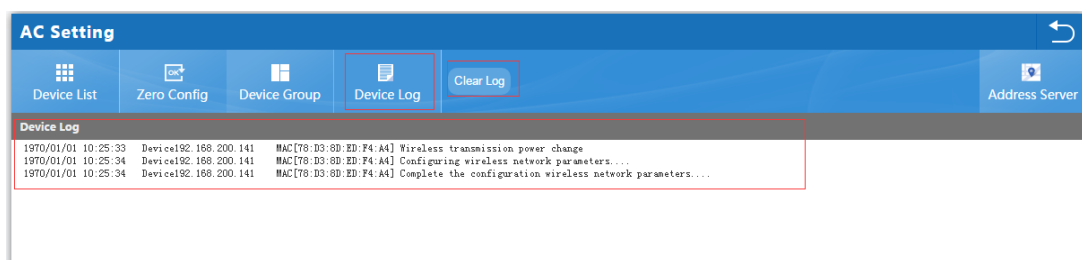 AC Setting
Device List
OK
Zero Config
Device Group
Device Log
Clear Log
Address Server
Device Log
1970/01/01 10:25:33 Device192.168.200.141 MAC[78:D3:8D:ED:F4:A4] Wireless transmission power change
1970/01/01 10:25:34 Device192.168.200.141 MAC[78:D3:8D:ED:F4:A4] Configuring wireless network parameters....
1970/01/01 10:25:34 Device192.168.200.141 MAC[78:D3:8D:ED:F4:A4] Complete the configuration wireless network parameters....